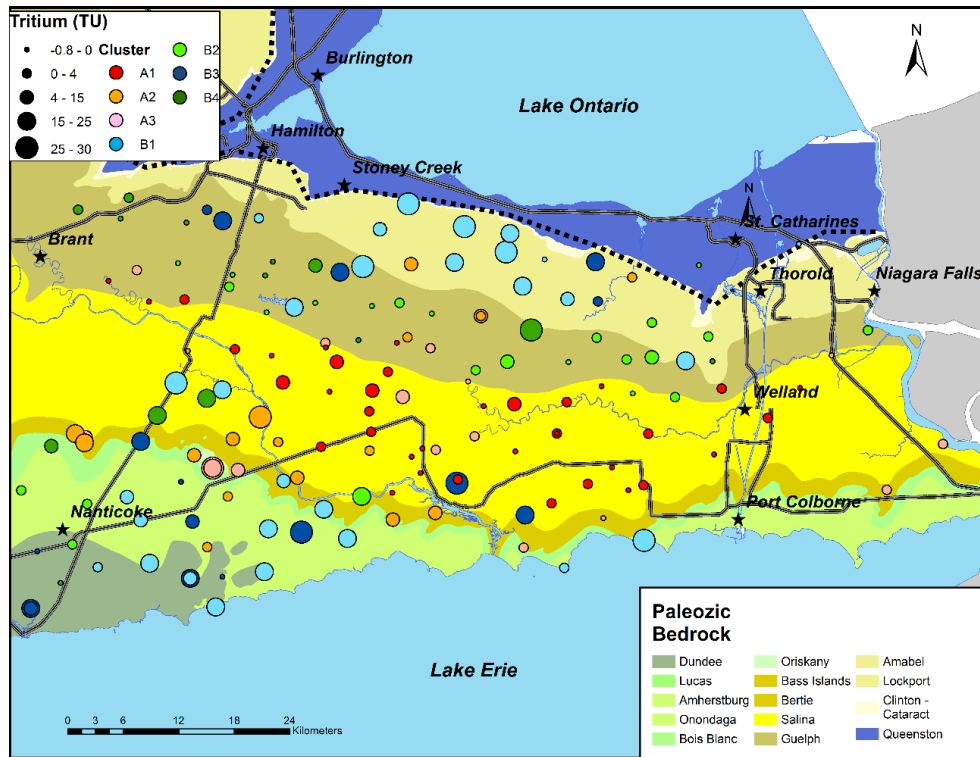 Tritium (TU)
-0.8 - 0
0 - 4
4 - 15
15 - 25
25 - 30
Cluster
A1
A2
A3
B1
B2
B3
B4
N
Burlington
Lake Ontario
Hamilton
Stoney Creek
N
St. Catharines
Brant
Thorold
Niagara Falls
Welland
Nanticoke
Port Colborne
Lake Erie
0 3 6 12 18 24
Kilometers
Paleozic
Bedrock
Dundee
Lucas
Amherstburg
Onondaga
Bois Blanc
Oriskany
Bass Islands
Bertie
Salina
Guelph
Amabel
Lockport
Clinton -
Cataract
Queenston